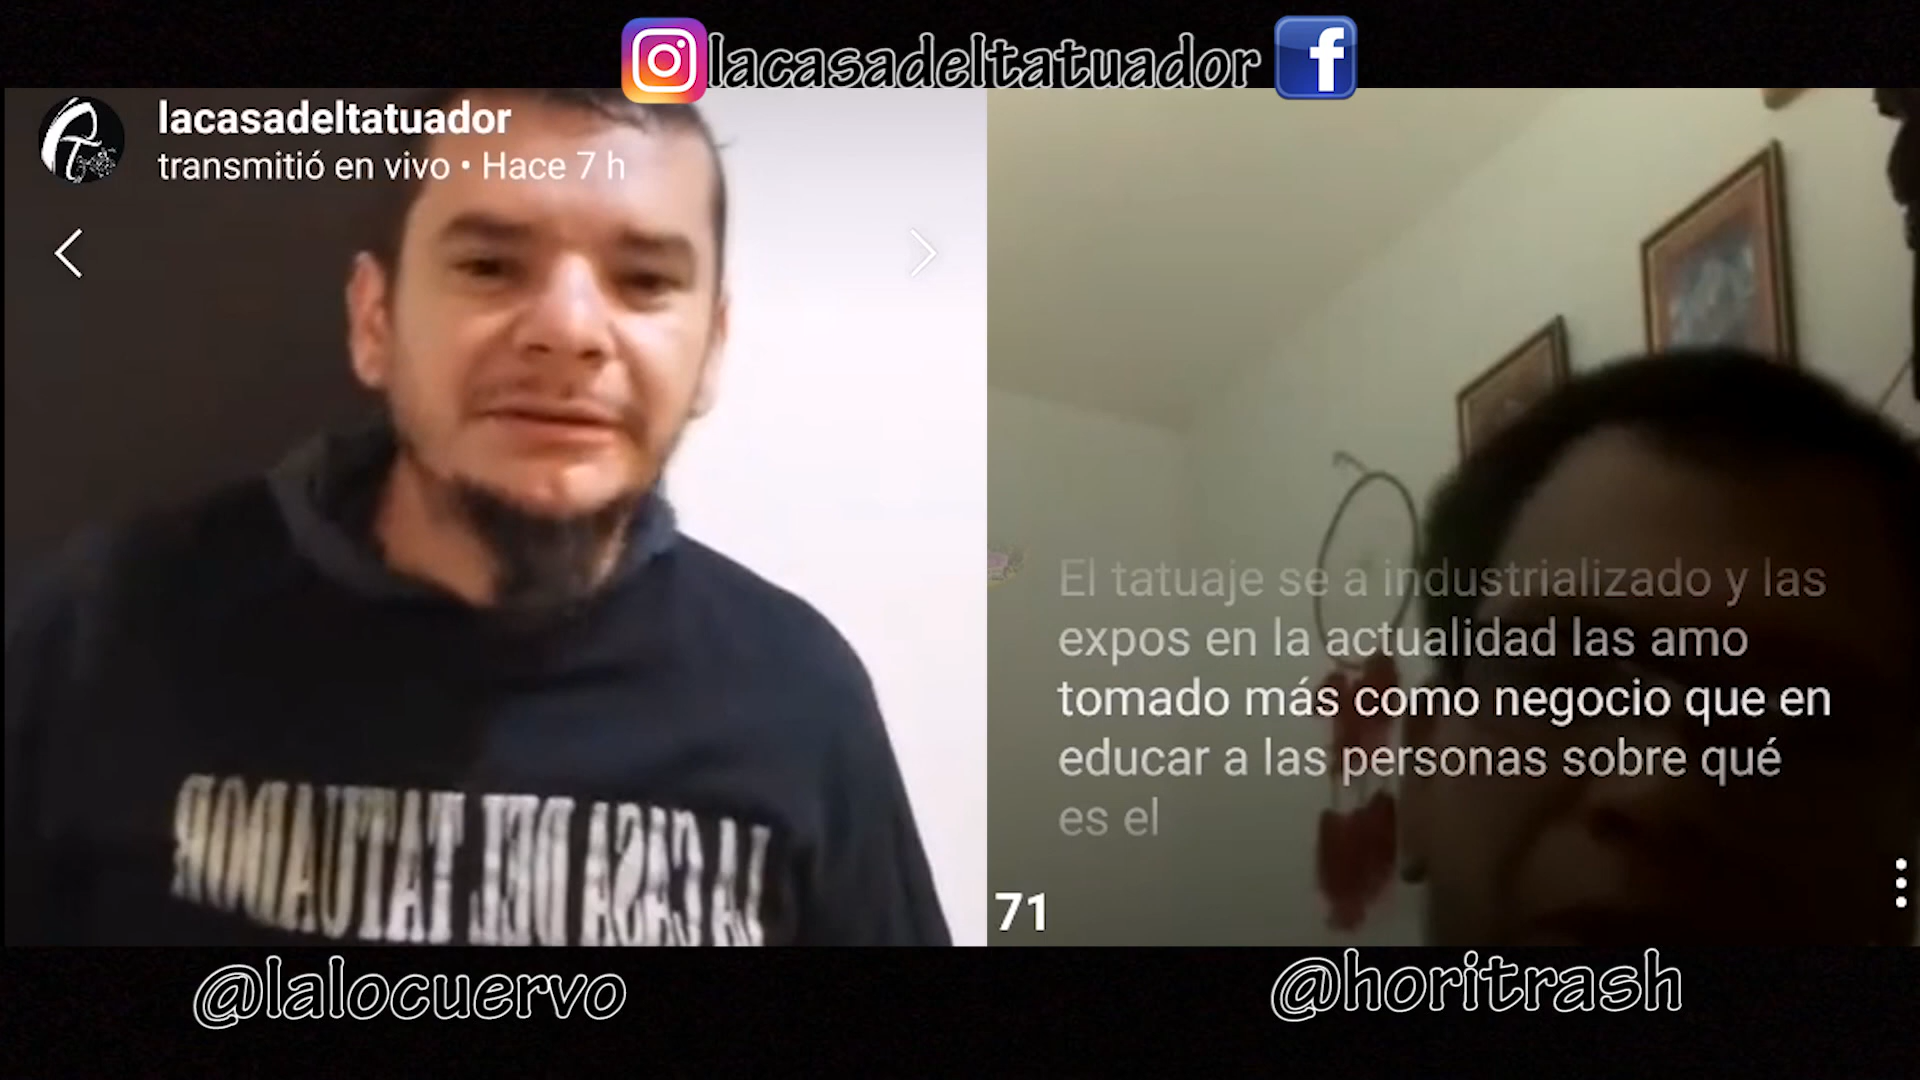 lacasadeltatuador
lacasadeltatuador
transmitió en vivo • Hace 7 h
LA CASA DEL TATUADOR
El tatuaje se a industrializado y las
expos en la actualidad las amo
tomado más como negocio que en
educar a las personas sobre qué
es el
71
@lalocuervo
@horitrash